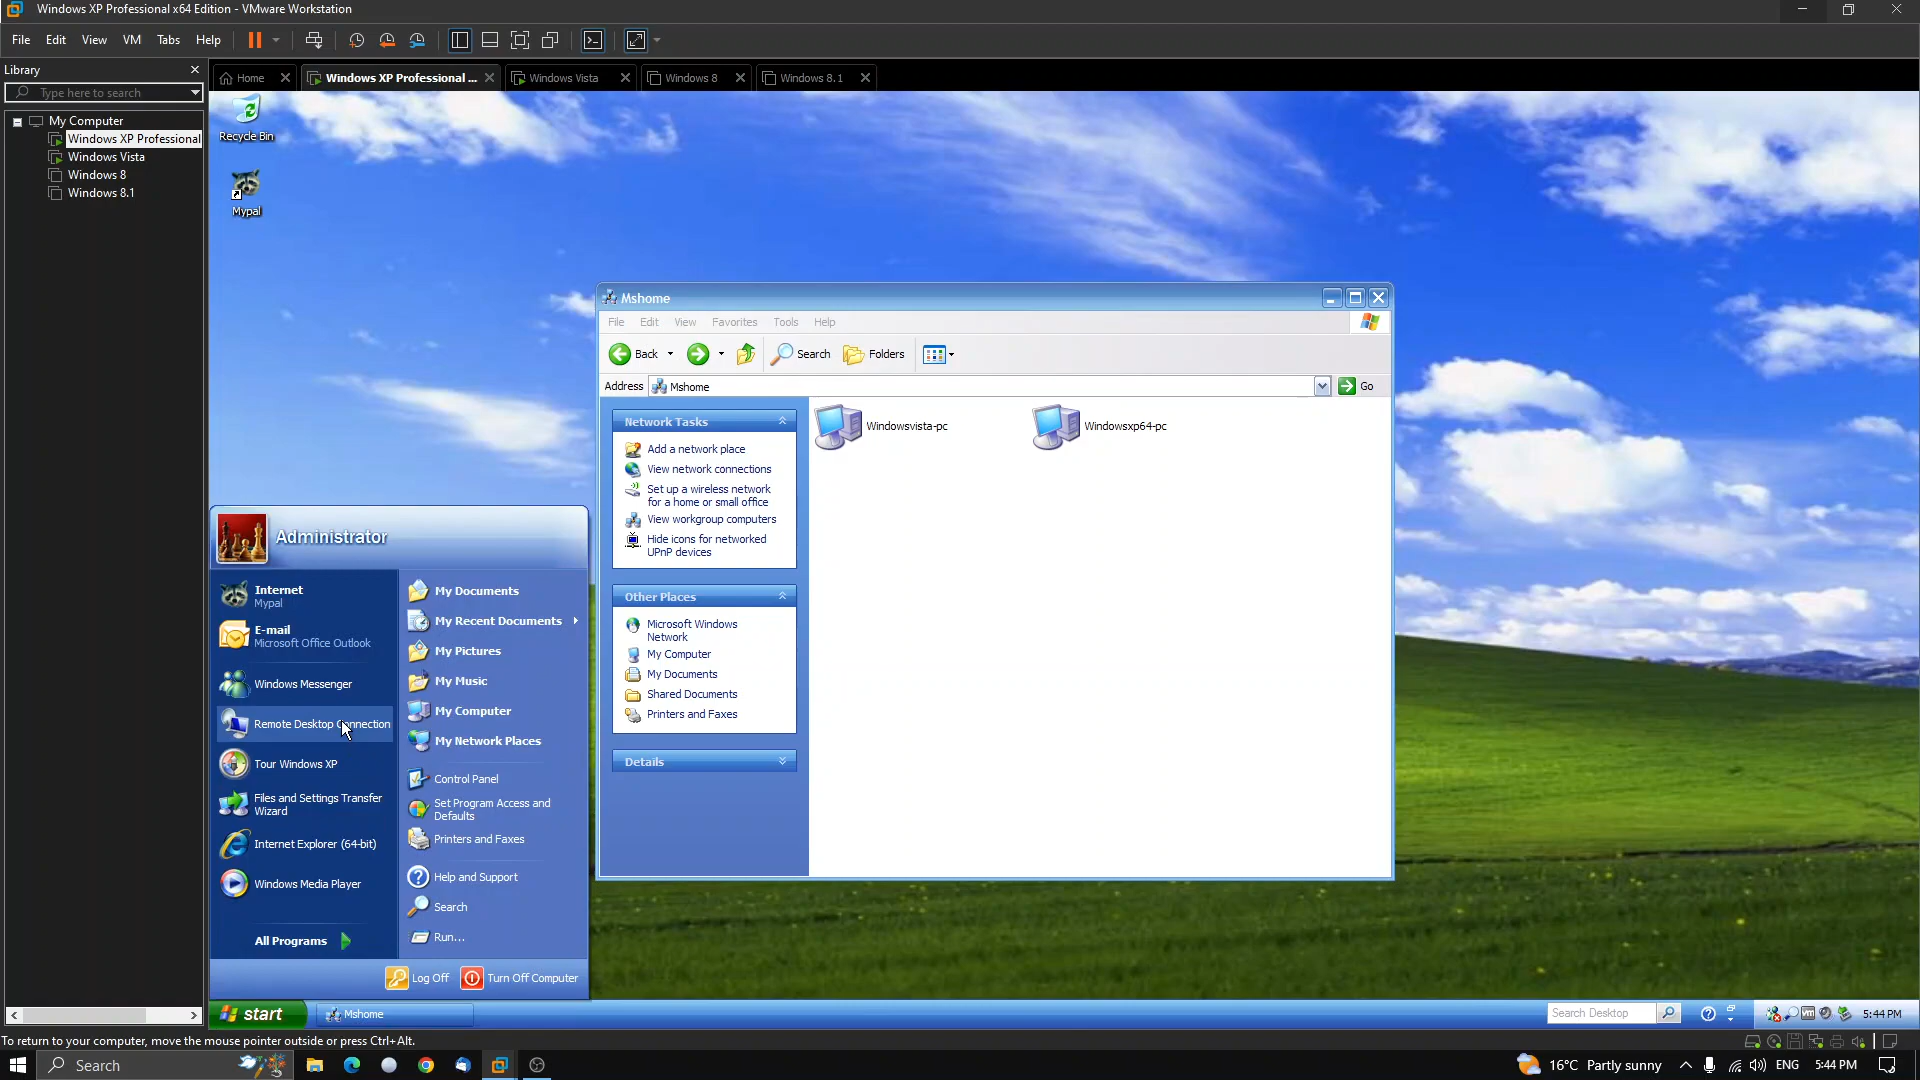 Windows XP Professional x64 Edition - VMware Workstation
File Edit View VM Tabs Help
Library
Type here to search
My Computer
Windows XP Professional
Windows Vista
Windows 8
Windows 8.1
Home
Windows XP Professional ...
Windows Vista
Windows 8
Windows 8.1
Recycle Bin
Mypal
Mshome
File Edit View Favorites Tools Help
Back
Search
Folders
Address
Mshome
Go
Network Tasks
Add a network place
View network connections
Set up a wireless network
for a home or small office
View workgroup computers
Hide icons for networked
UPnP devices
Other Places
Microsoft Windows
Network
My Computer
My Documents
Shared Documents
Printers and Faxes
Details
Windowsvista-pc
Windowsxp64-pc
Administrator
Internet
Mypal
E-mail
Microsoft Office Outlook
Windows Messenger
Remote Desktop Connection
Tour Windows XP
Files and Settings Transfer
Wizard
Internet Explorer (64-bit)
Windows Media Player
All Programs
My Documents
My Recent Documents
My Pictures
My Music
My Computer
My Network Places
Control Panel
Set Program Access and
Defaults
Printers and Faxes
Help and Support
Search
Run...
Log Off
Turn Off Computer
start
Mshome
Search Desktop
5:44 PM
To return to your computer, move the mouse pointer outside or press Ctrl+Alt.
Search
16°C Partly sunny
ENG
5:44 PM